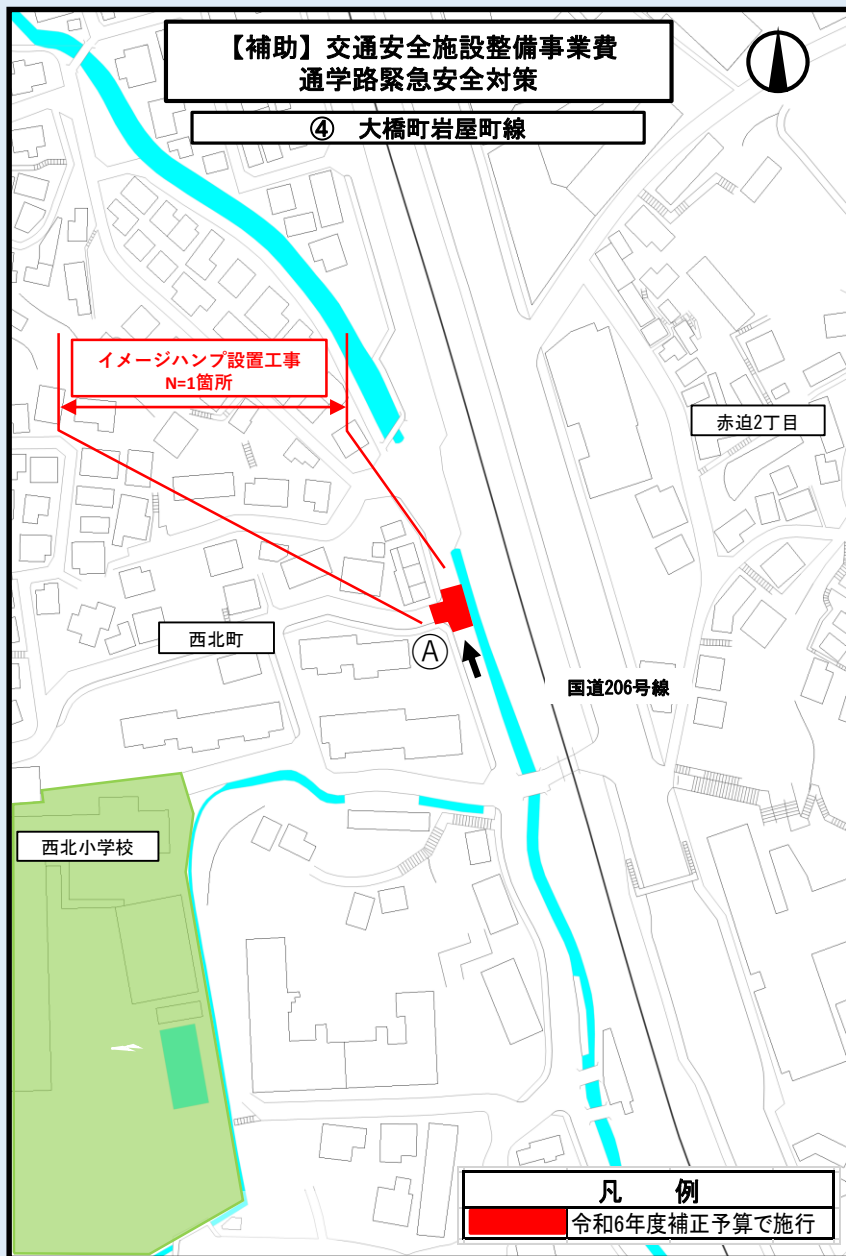 【補助】交通安全施設整備事業費
通学路緊急安全対策
④ 大橋町岩屋町線
イメージハンプ設置工事
N=1箇所
赤迫2丁目
西北町
Ⓐ
国道206号線
西北小学校
凡 例
令和6年度補正予算で施行